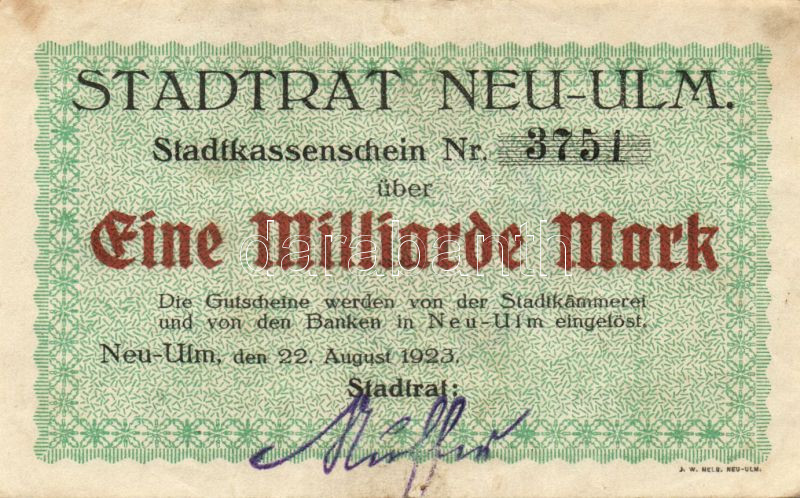 STADTRAT NEU-ULM.
Stadtkassenschein Nr. 3751
über
Eine Milliarde Mark
darabanth
Die Gutscheine werden von der Stadtkämmerei
und von den Banken in Neu-Ulm eingelöst.
Neu-Ulm, den 22. August 1923.
Stadtrat:
J. W. HELB, NEU-ULM.